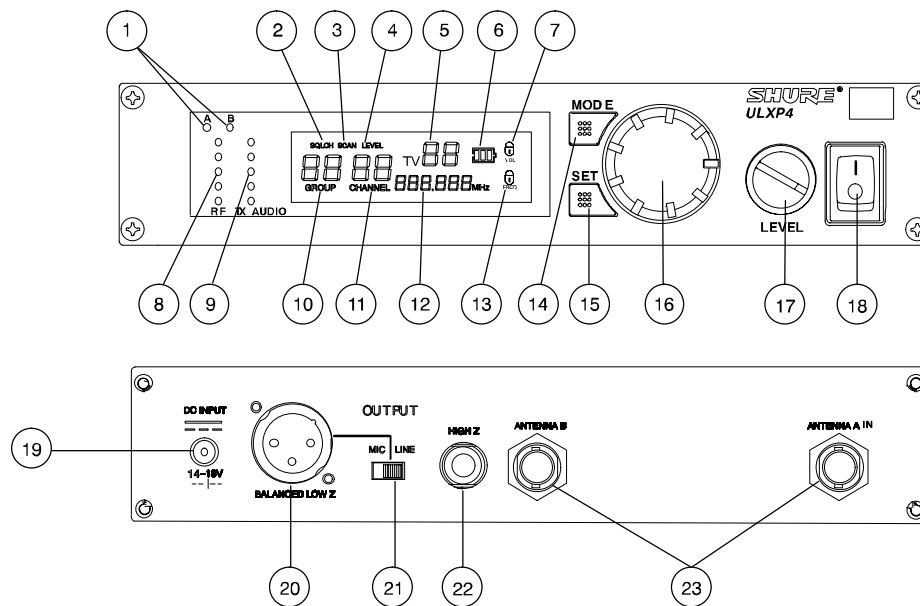 1 2 3 4 5 6 7
A B
SQLCH SCAN LEVEL
TV
VOL
FREQ
GROUP CHANNEL MHz
RF TX AUDIO
MODE
SET
SHURE®
ULXP4
LEVEL
8 9 10 11 12 13 14 15 16 17 18
DC INPUT
14-18V
BALANCED LOW Z
OUTPUT
MIC LINE
HIGH Z
ANTENNA B
ANTENNA A IN
19
20 21 22 23